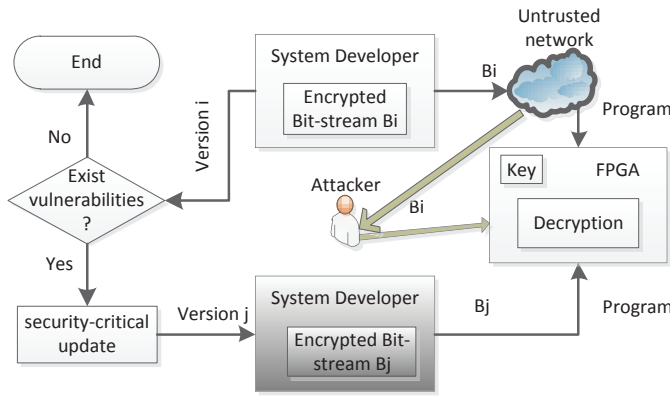 End
No
Exist
vulnerabilities
?
Yes
security-critical
update
Version i
Version j
System Developer
Encrypted
Bit-stream Bi
Bi
Untrusted
network
Program
Attacker
Bi
Key
FPGA
Decryption
System Developer
Encrypted Bit-
stream Bj
Bj
Program